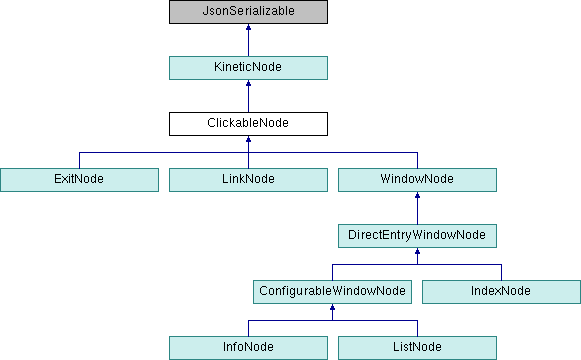 JsonSerializable
KineticNode
ClickableNode
ExitNode
LinkNode
WindowNode
DirectEntryWindowNode
ConfigurableWindowNode
IndexNode
InfoNode
ListNode